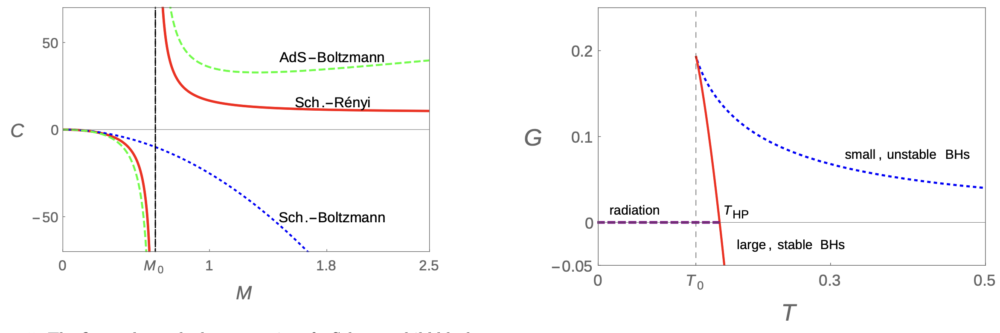 50
0
−50
C
AdS−Boltzmann
Sch.−Rényi
Sch.−Boltzmann
0
M0
1
1.8
2.5
M
0.2
0.1
0
−0.05
G
small, unstable BHs
radiation
THP
large, stable BHs
0
T0
0.3
0.5
T